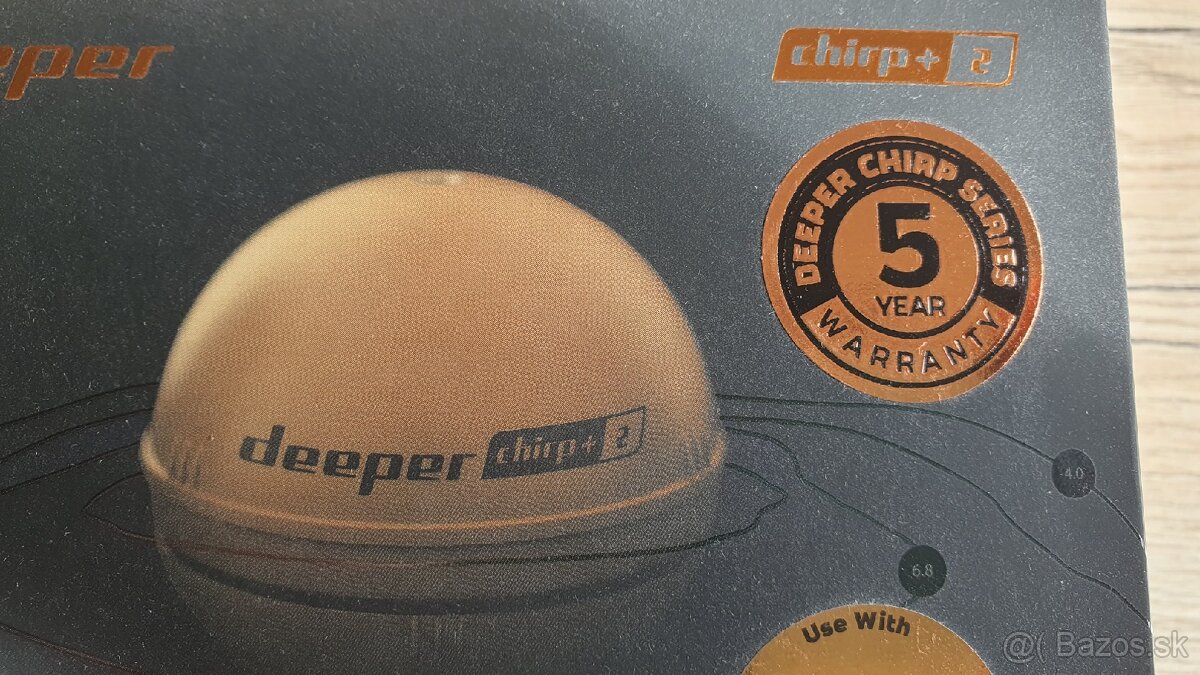 eper
chirp+ 2
DEEPER CHIRP SERIES
5
YEAR
WARRANTY
deeper chirp+ 2
4.0
6.8
Use With
@( Bazos.sk